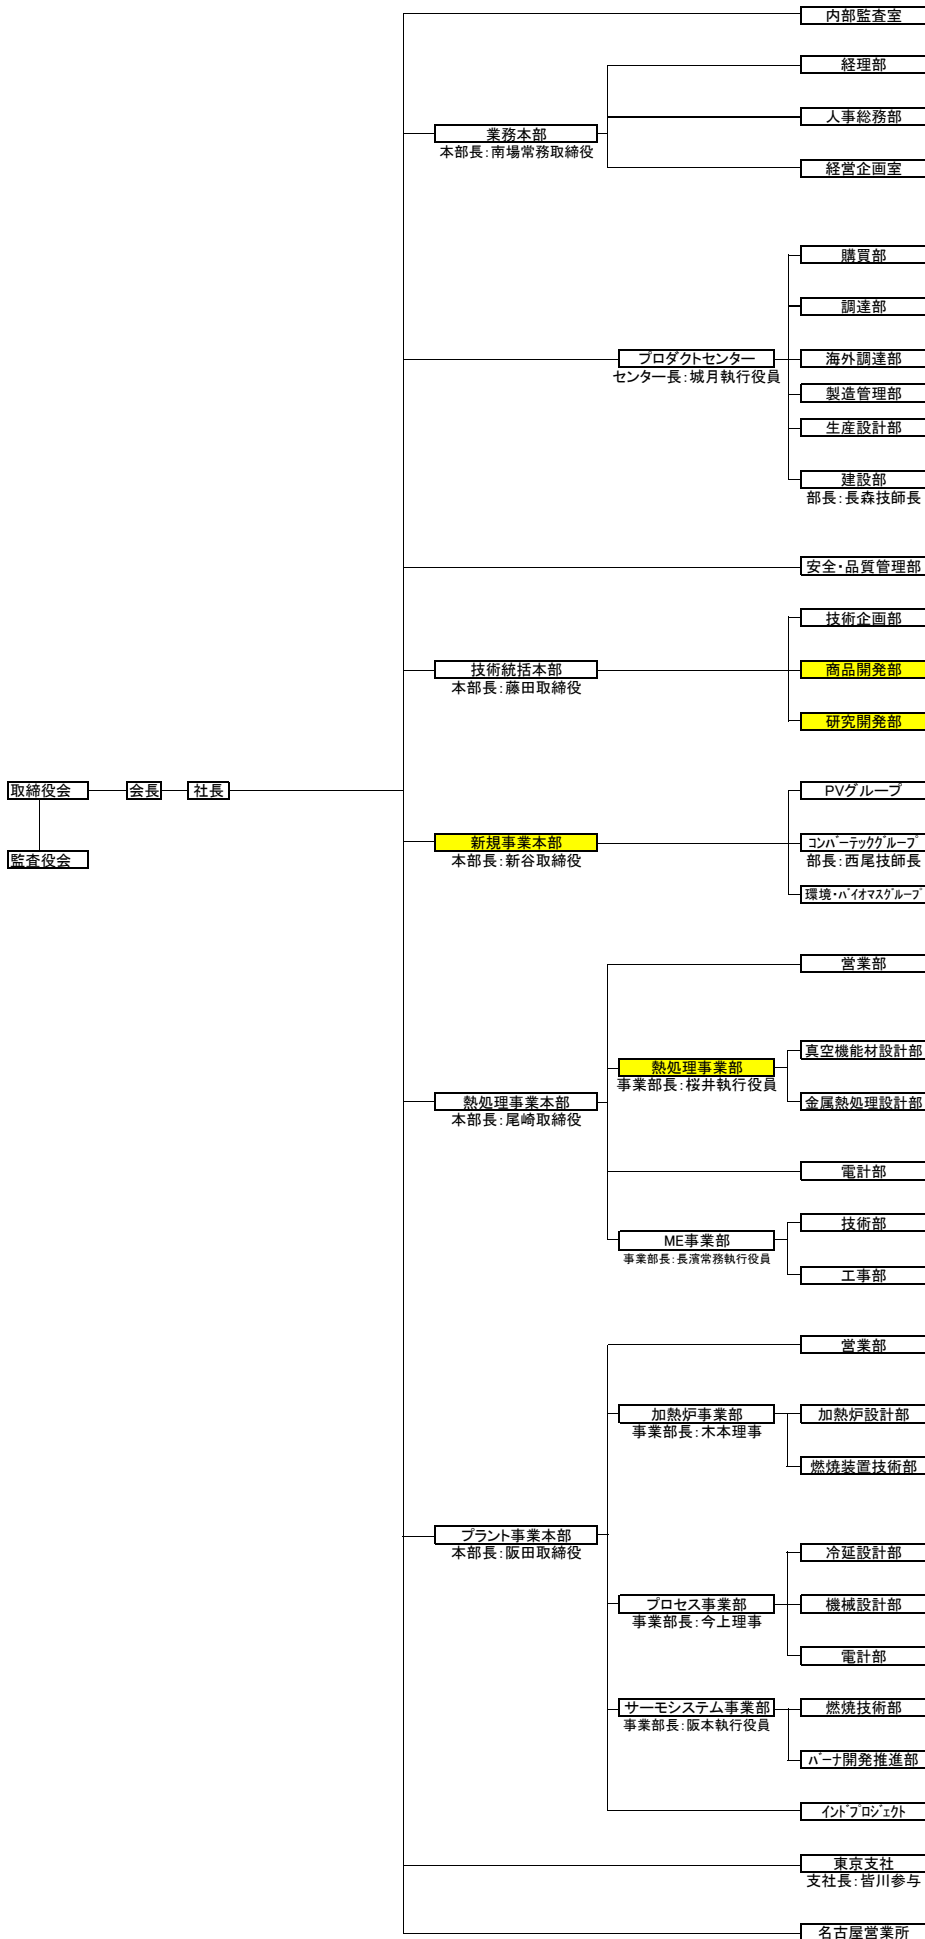 内部監査室
経理部
人事総務部
業務本部
本部長：南場常務取締役
経営企画室
購買部
調達部
プロダクトセンター
センター長：城月執行役員
海外調達部
製造管理部
生産設計部
建設部
部長：長森技師長
安全・品質管理部
技術企画部
技術統括本部
本部長：藤田取締役
商品開発部
研究開発部
取締役会
会長
社長
監査役会
PVグループ
新規事業本部
本部長：新谷取締役
ｺﾝﾊﾞｰﾃｯｸｸﾞﾙｰﾌﾟ
部長：西尾技師長
環境・ﾊﾞｲｵﾏｽｸﾞﾙｰﾌﾟ
営業部
真空機能材設計部
熱処理事業部
事業部長：桜井執行役員
金属熱処理設計部
熱処理事業本部
本部長：尾崎取締役
電計部
技術部
ME事業部
事業部長：長濱常務執行役員
工事部
営業部
加熱炉事業部
事業部長：木本理事
加熱炉設計部
燃焼装置技術部
プラント事業本部
本部長：阪田取締役
冷延設計部
プロセス事業部
事業部長：今上理事
機械設計部
電計部
サーモシステム事業部
事業部長：阪本執行役員
燃焼技術部
ﾊﾞｰﾅ開発推進部
ｲﾝﾄﾞﾌﾟﾛｼﾞｪｸﾄ
東京支社
支社長：皆川参与
名古屋営業所